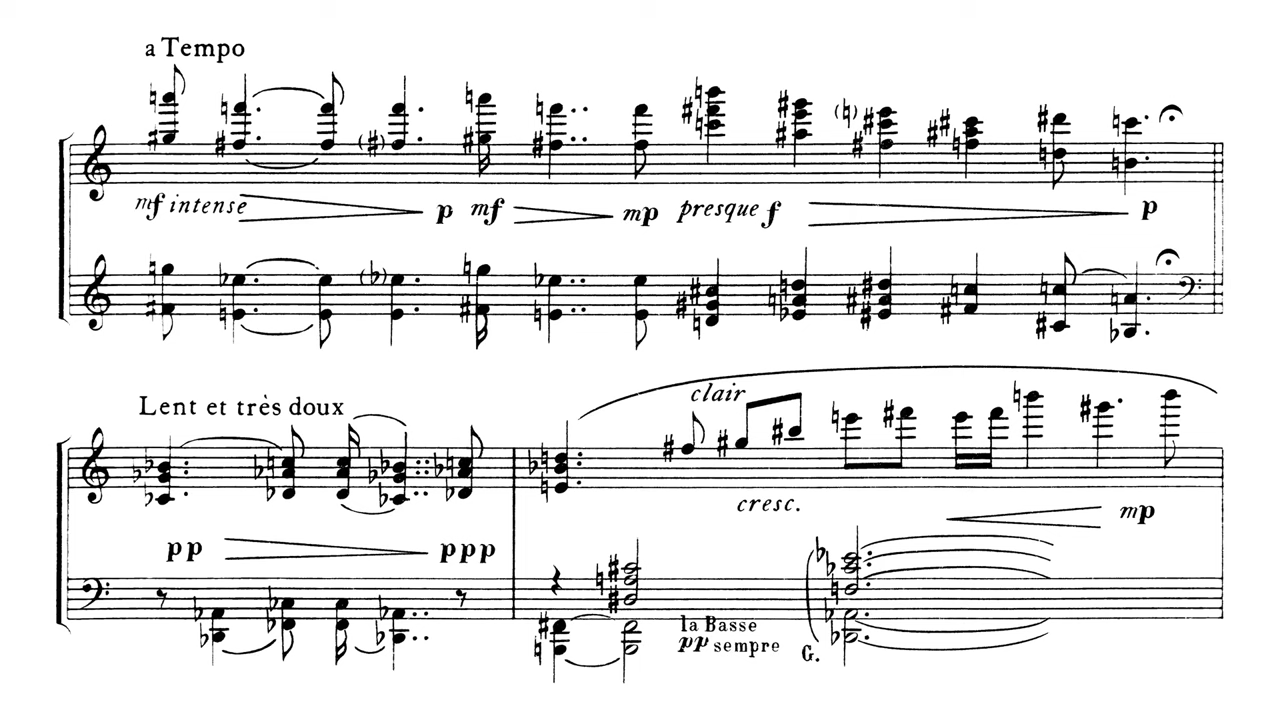 a Tempo
mf intense p mf mp presque f p
Lent et très doux
clair
cresc.
pp ppp mp
la Basse
pp sempre
G.